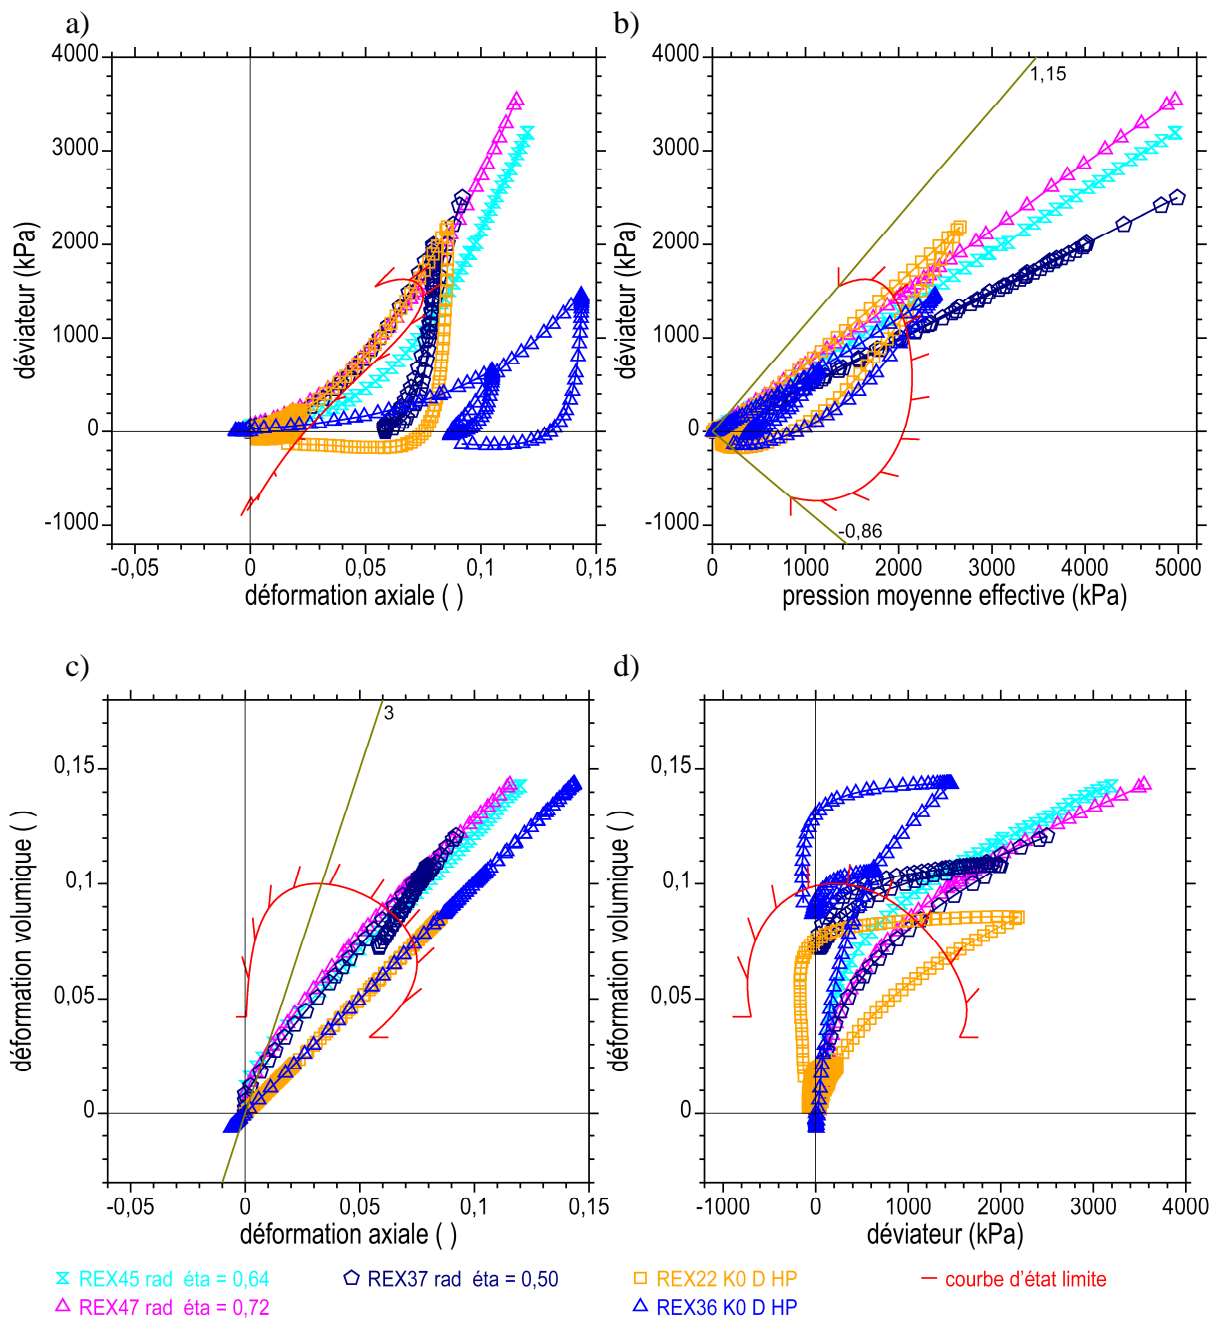 a)
b)
4000
3000
2000
1000
0
-1000
déviateur (kPa)
-0,05
0
0,05
0,1
0,15
déformation axiale ( )
4000
3000
2000
1000
0
-1000
déviateur (kPa)
1,15
-0,86
0
1000
2000
3000
4000
5000
pression moyenne effective (kPa)
c)
d)
0,15
0,1
0,05
0
déformation volumique ( )
3
-0,05
0
0,05
0,1
0,15
déformation axiale ( )
0,15
0,1
0,05
0
déformation volumique ( )
-1000
0
1000
2000
3000
4000
déviateur (kPa)
REX45 rad éta = 0,64
REX37 rad éta = 0,50
REX22 K0 D HP
courbe d'état limite
REX47 rad éta = 0,72
REX36 K0 D HP